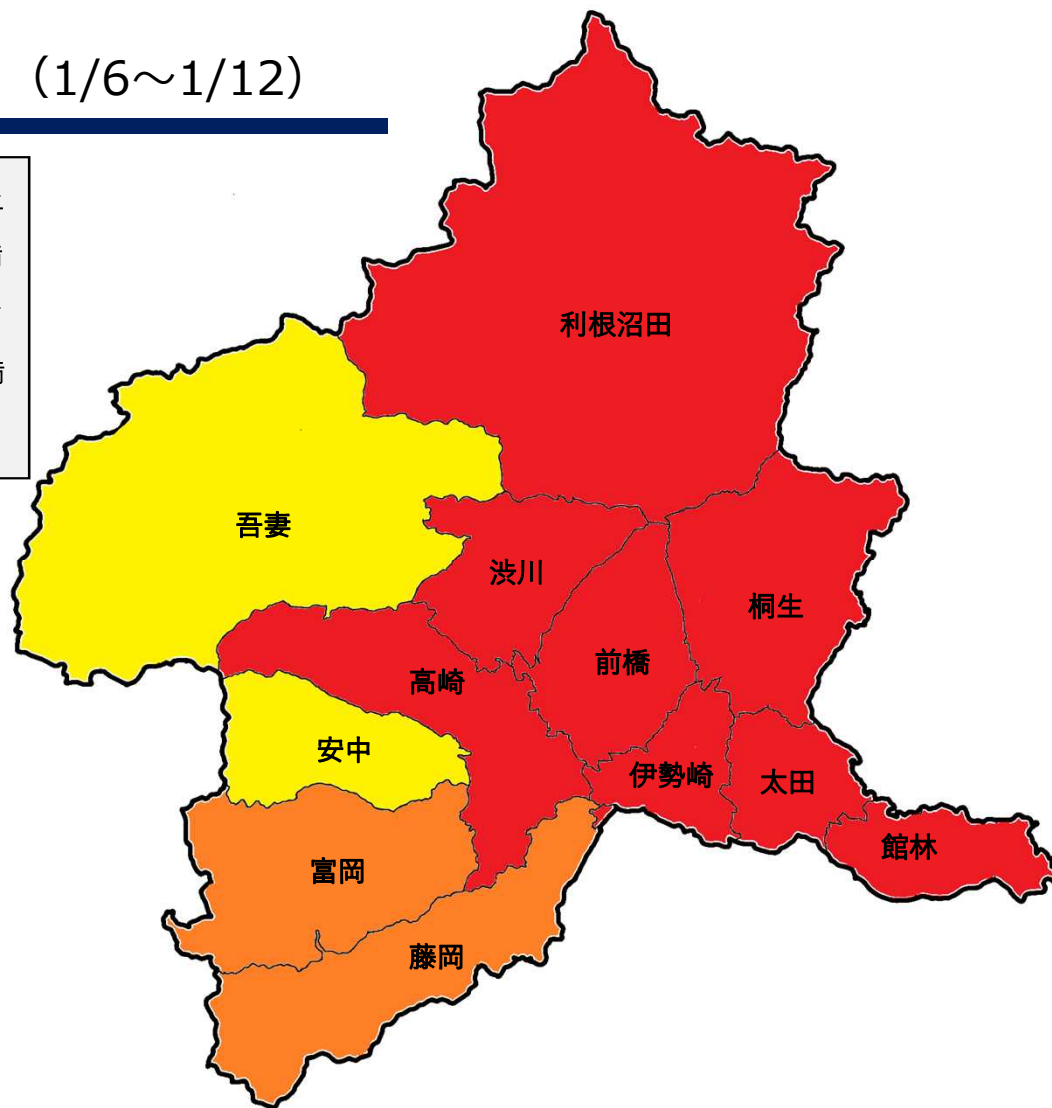 （1/6～1/12）
利根沼田
吾妻
渋川
桐生
前橋
高崎
安中
伊勢崎
太田
館林
富岡
藤岡